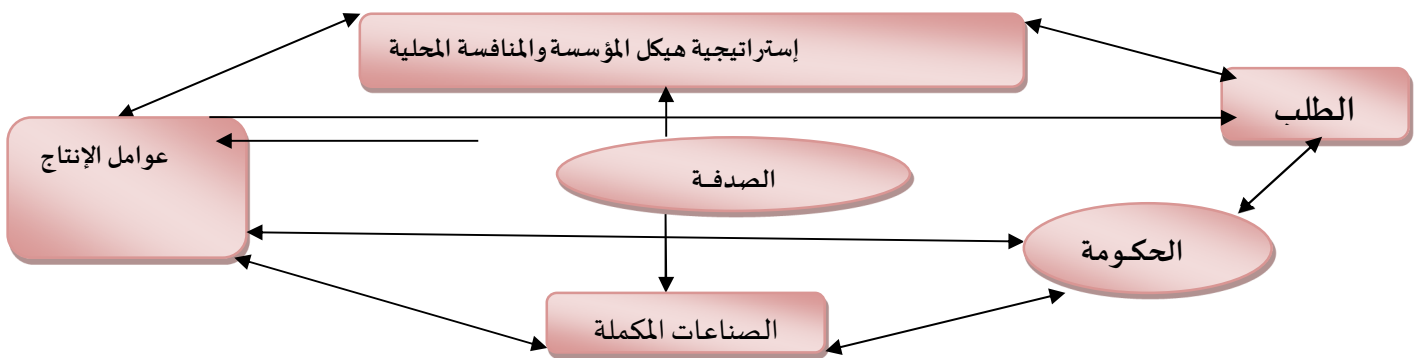 إستراتيجية هيكل المؤسسة والمنافسة المحلية
الطلب
عوامل الإنتاج
الصدفة
الحكومة
الصناعات المكملة